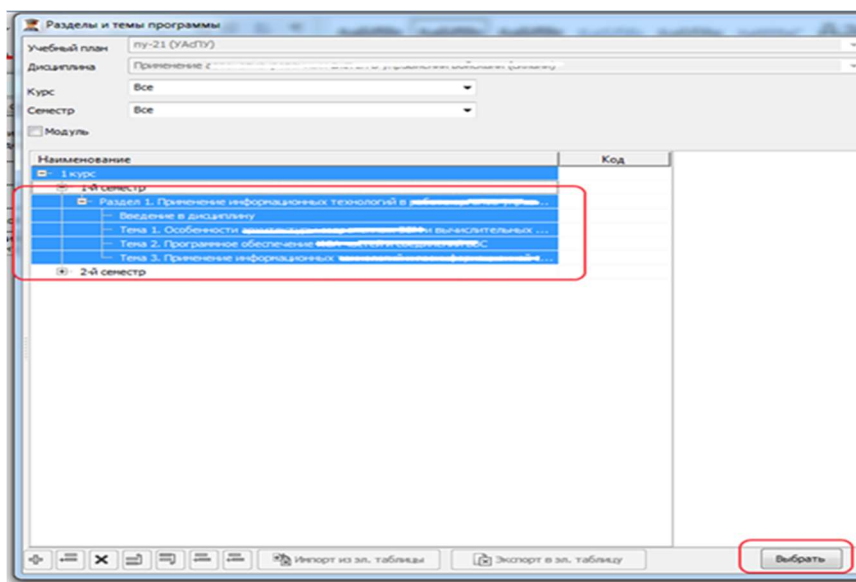 Разделы и темы программы
Учебный план
пу-21 (УАсПУ)
Дисциплина
Применение
Курс
Все
Семестр
Все
Модуль
Наименование
Код
1 курс
1-й семестр
Раздел 1. Применение информационных технологий в ...
Введение в дисциплину
Тема 1. Особенности и вычислительных ...
Тема 2. Программное обеспечение
Тема 3. Применение информационных ...
2-й семестр
Импорт из эл. таблицы
Экспорт в эл. таблицу
Выбрать